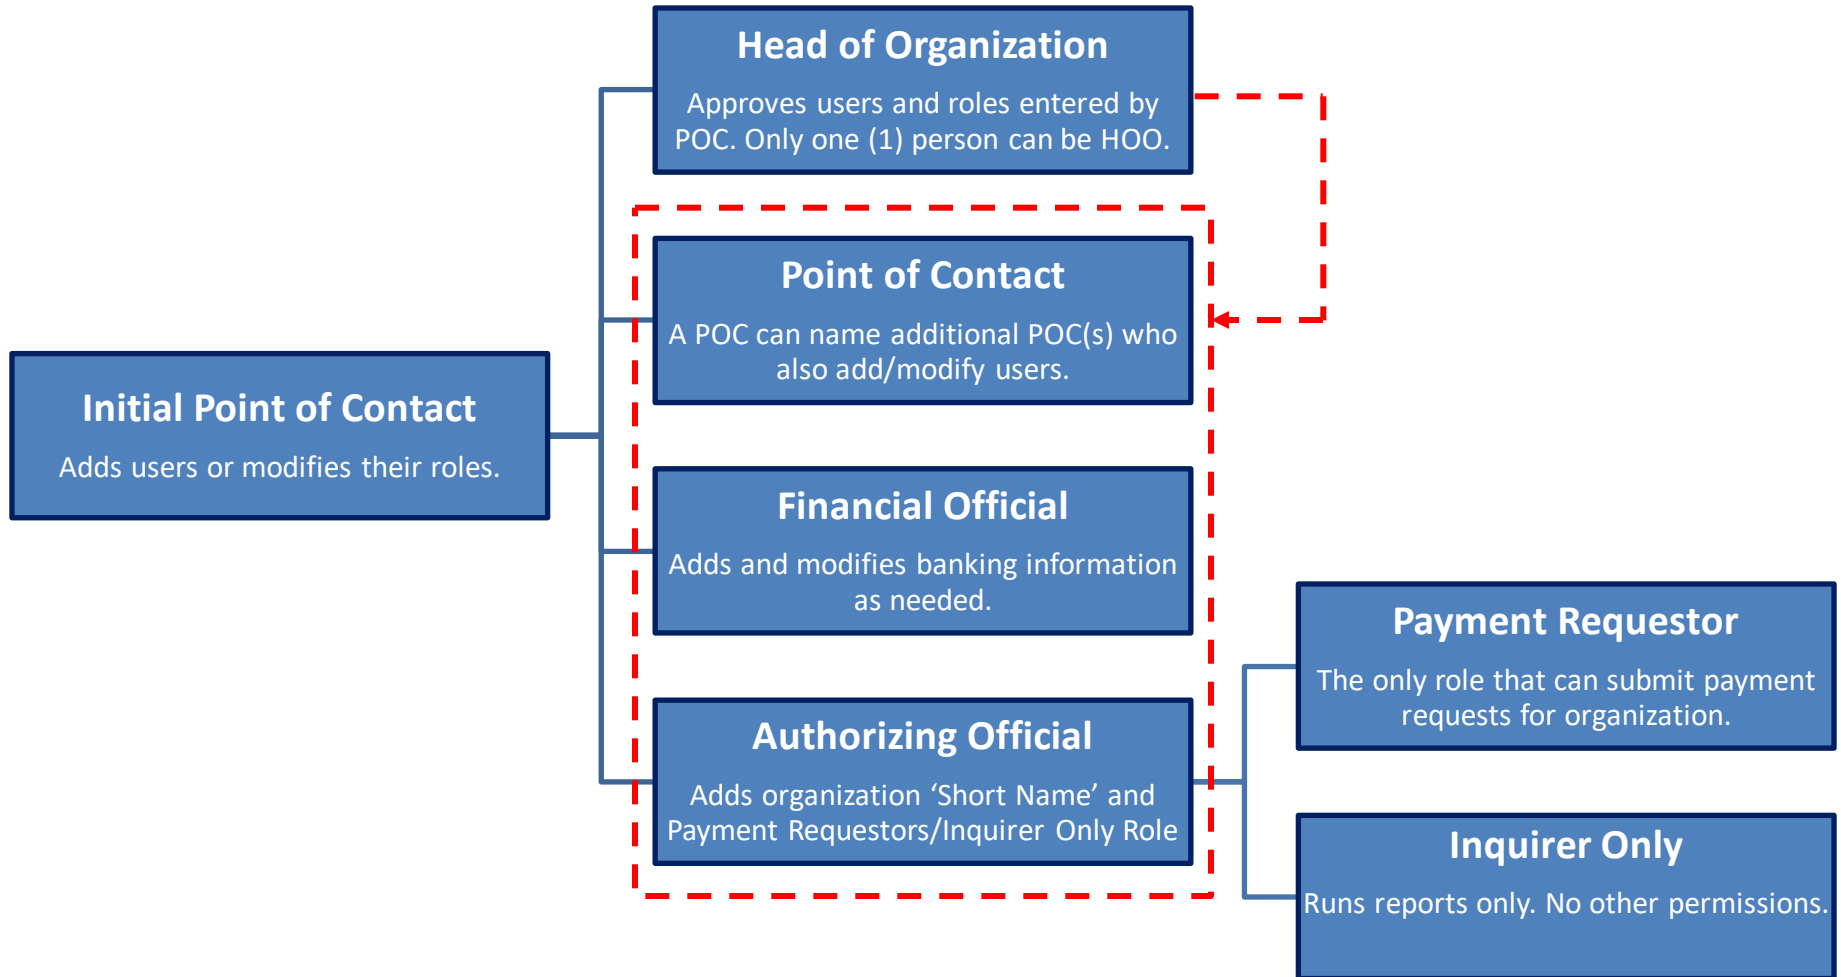 Head of Organization
Approves users and roles entered by
POC. Only one (1) person can be HOO.
Point of Contact
A POC can name additional POC(s) who
also add/modify users.
Initial Point of Contact
Adds users or modifies their roles.
Financial Official
Adds and modifies banking information
as needed.
Authorizing Official
Adds organization ‘Short Name’ and
Payment Requestors/Inquirer Only Role
Payment Requestor
The only role that can submit payment
requests for organization.
Inquirer Only
Runs reports only. No other permissions.